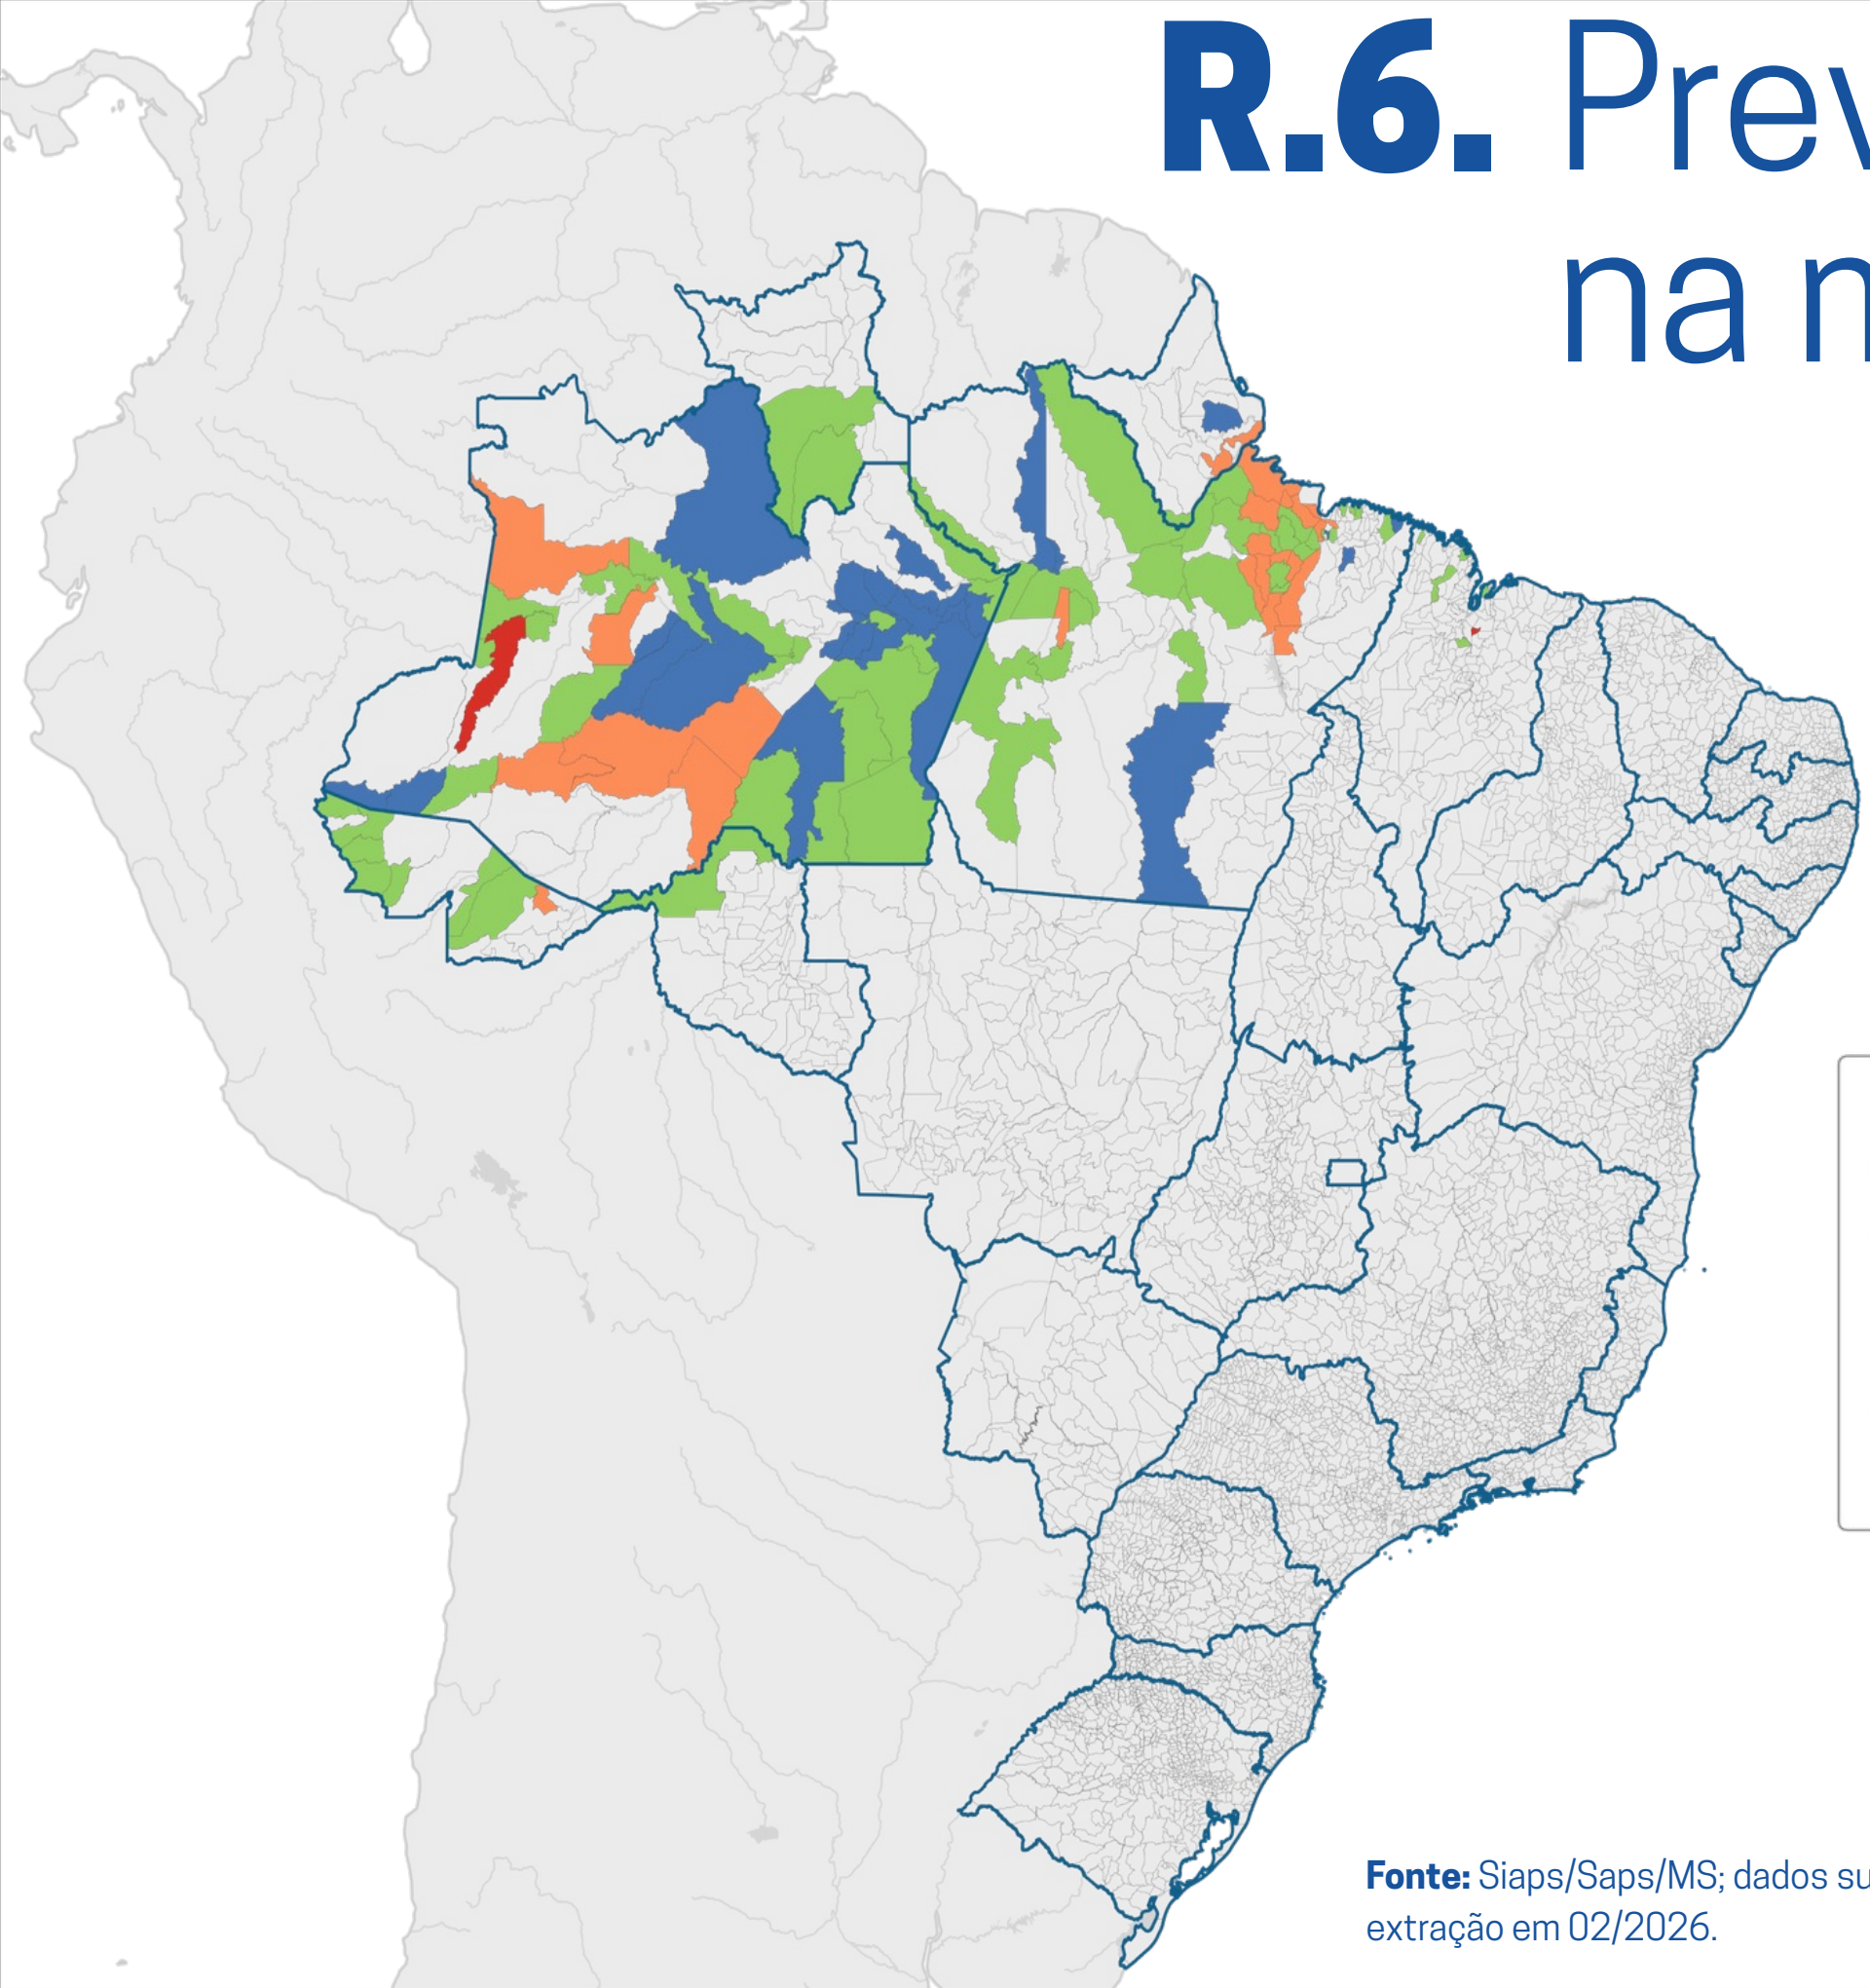 R.6. Prev
na m
Fonte: Siaps/Saps/MS; dados su
extração em 02/2026.